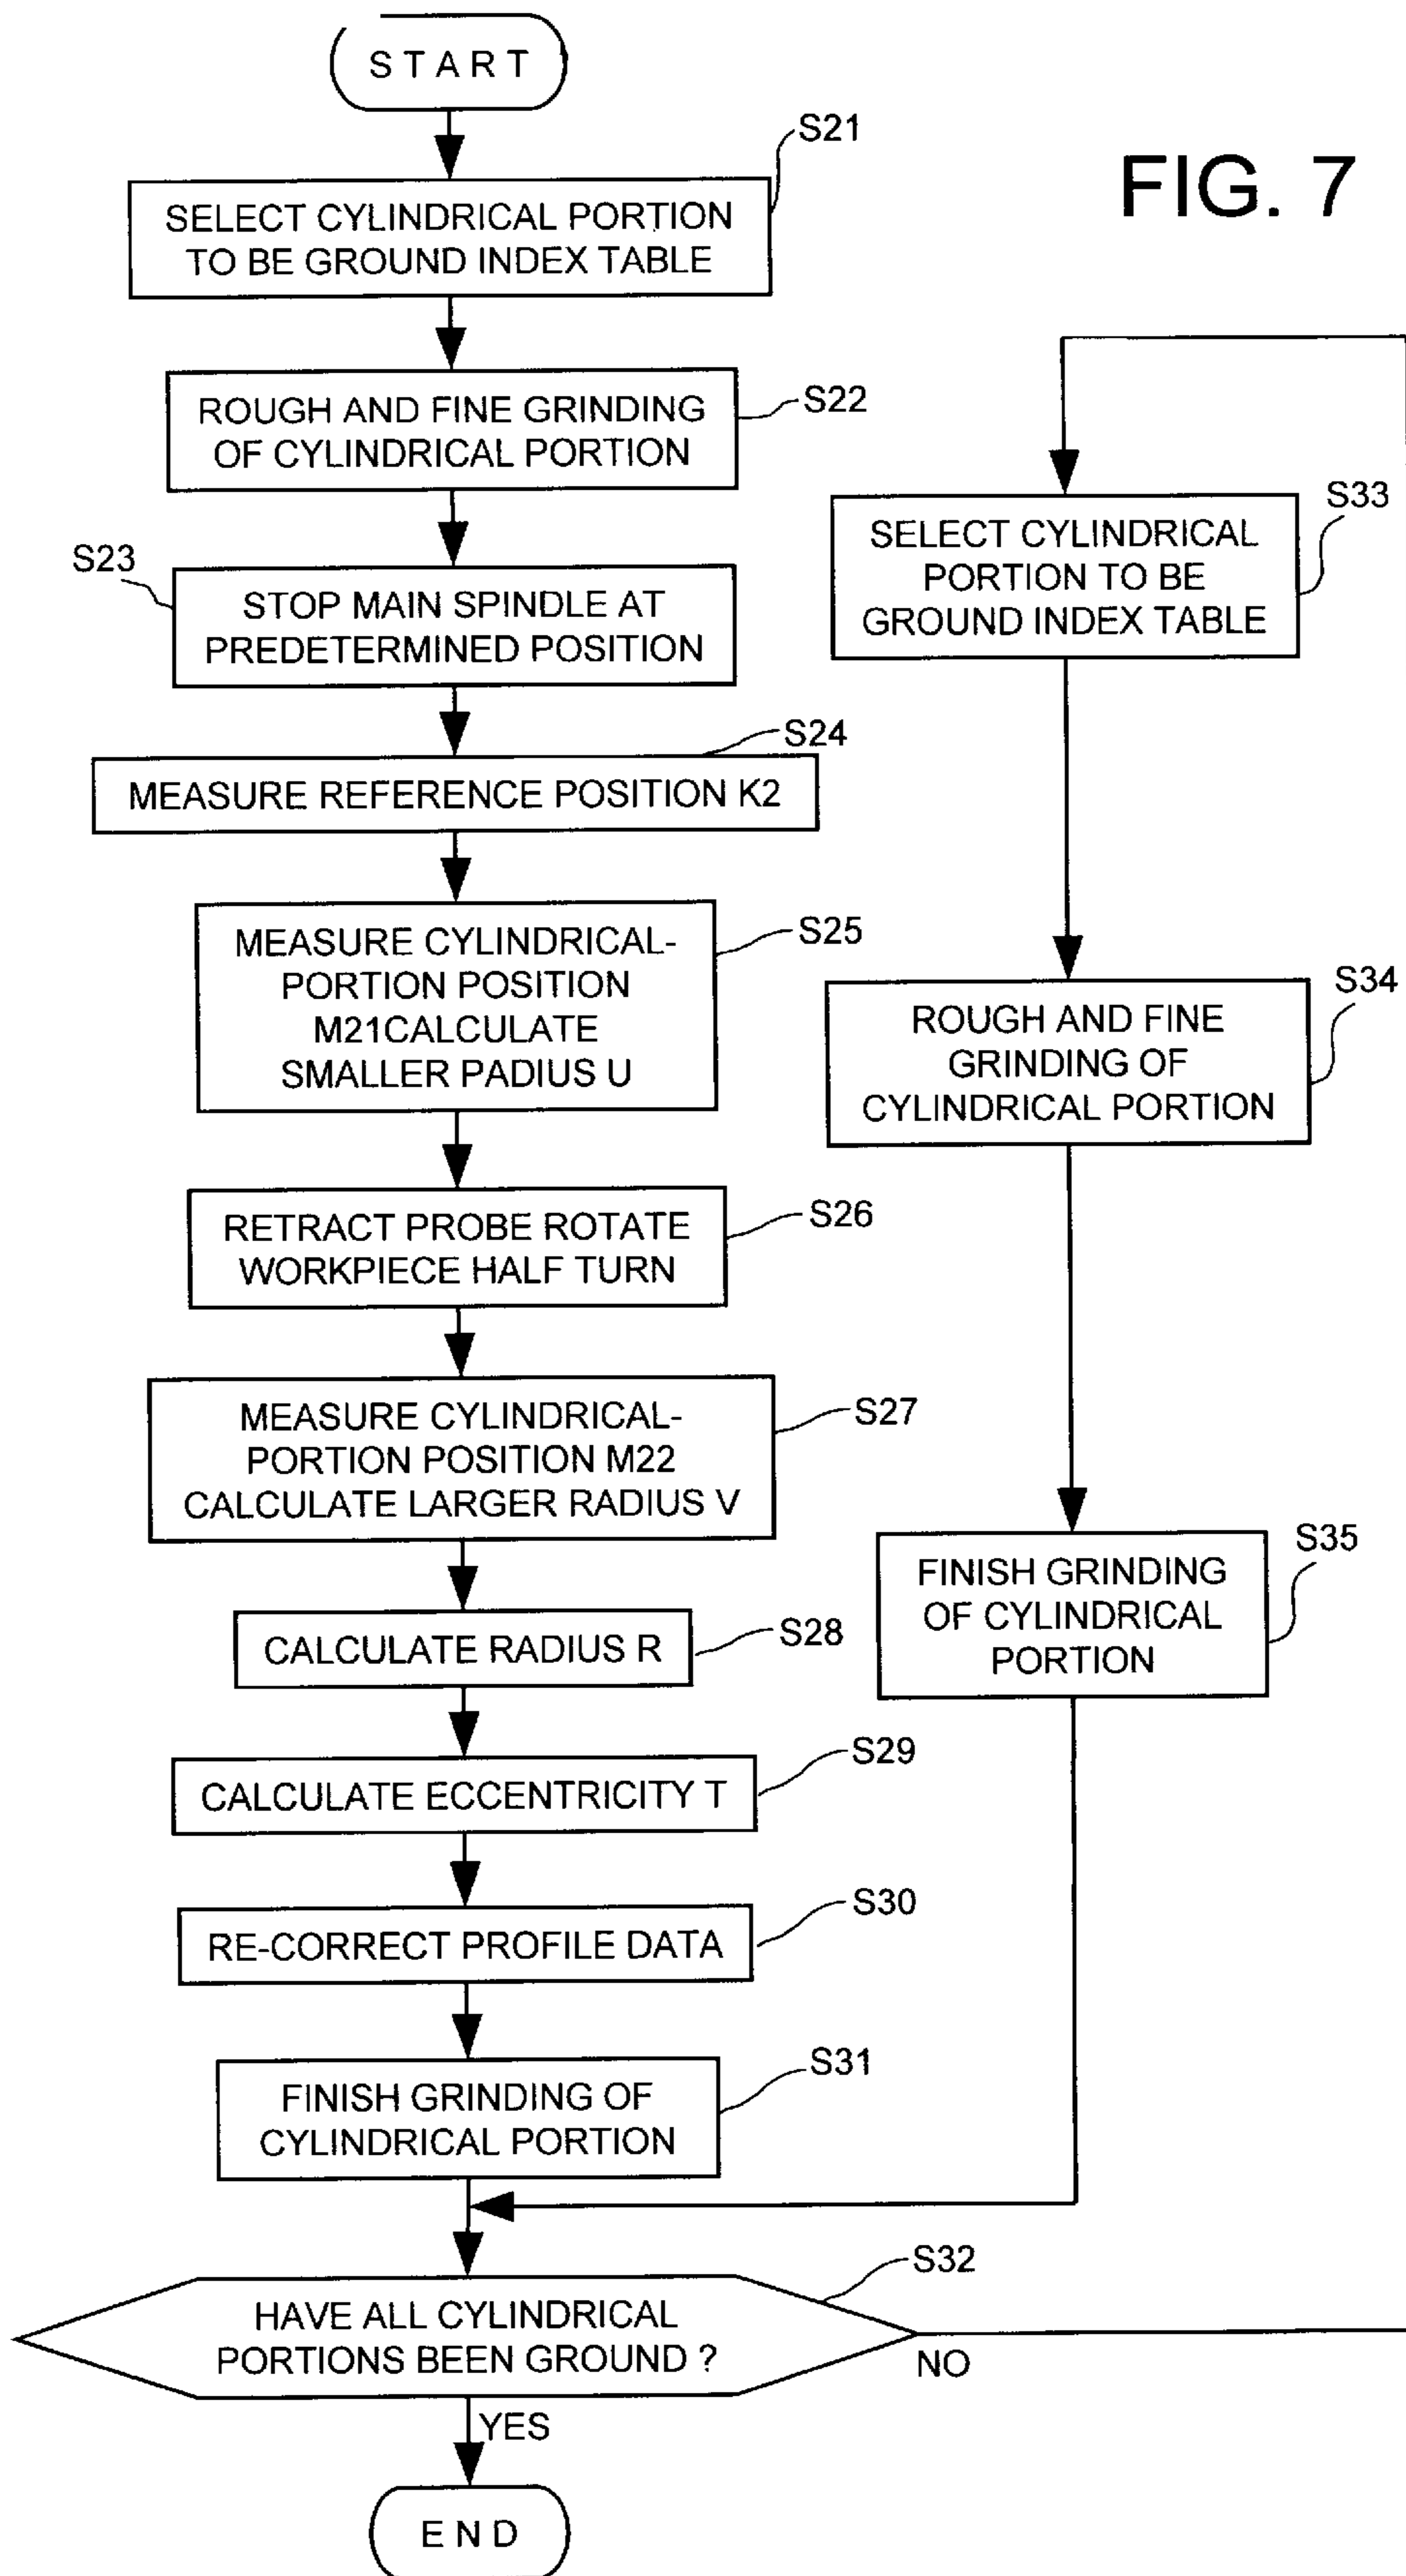 START
S21
FIG. 7
SELECT CYLINDRICAL PORTION
TO BE GROUND INDEX TABLE
S22
ROUGH AND FINE GRINDING
OF CYLINDRICAL PORTION
S23
STOP MAIN SPINDLE AT
PREDETERMINED POSITION
S24
MEASURE REFERENCE POSITION K2
S25
MEASURE CYLINDRICAL-
PORTION POSITION
M21CALCULATE
SMALLER PADIUS U
S26
RETRACT PROBE ROTATE
WORKPIECE HALF TURN
S27
MEASURE CYLINDRICAL-
PORTION POSITION M22
CALCULATE LARGER RADIUS V
S28
CALCULATE RADIUS R
S29
CALCULATE ECCENTRICITY T
S30
RE-CORRECT PROFILE DATA
S31
FINISH GRINDING OF
CYLINDRICAL PORTION
S32
HAVE ALL CYLINDRICAL
PORTIONS BEEN GROUND ?
NO
YES
END
S33
SELECT CYLINDRICAL
PORTION TO BE
GROUND INDEX TABLE
S34
ROUGH AND FINE
GRINDING OF
CYLINDRICAL PORTION
S35
FINISH GRINDING
OF CYLINDRICAL
PORTION